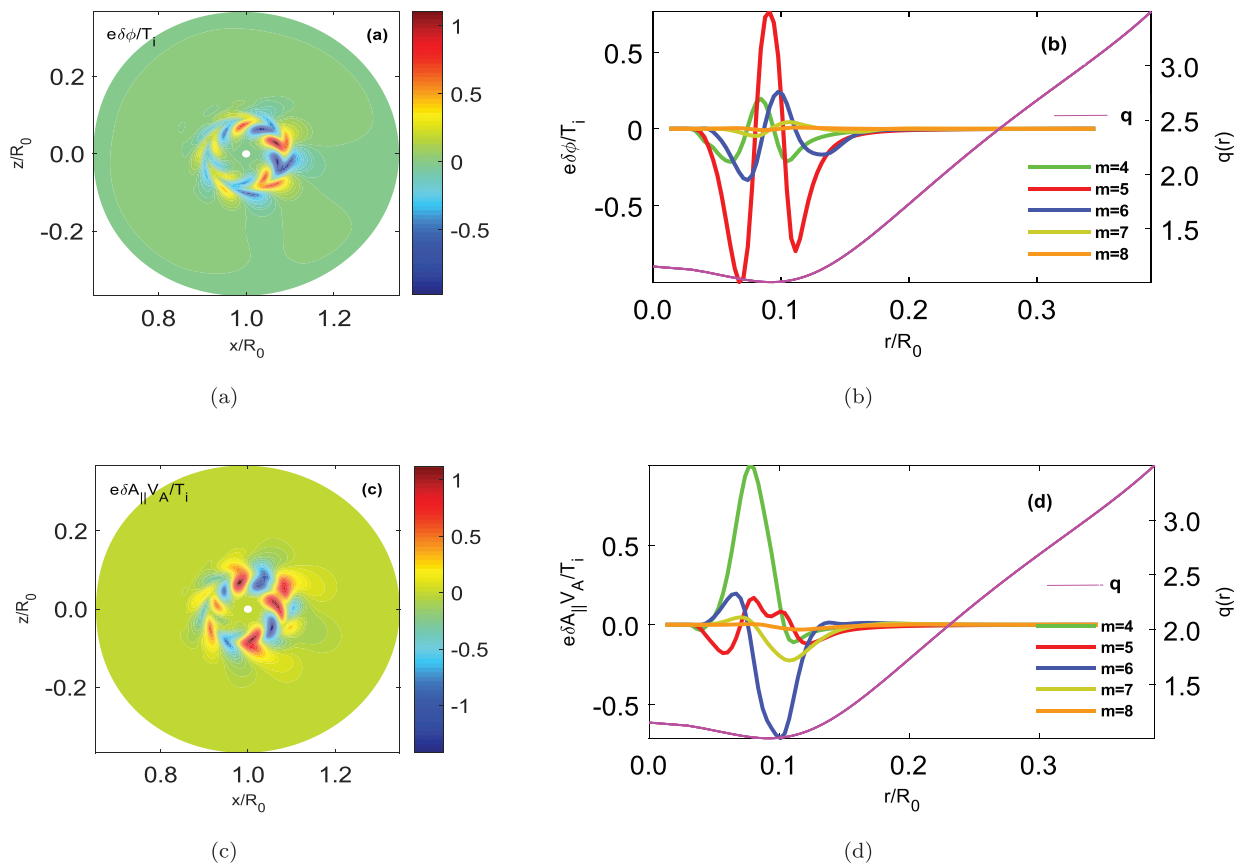 eδϕ/T_i
(a)
0.2
0.0
-0.2
z/R_0
0.8
1.0
1.2
x/R_0
1
0.5
0
-0.5
(a)
(b)
0.5
0
-0.5
eδϕ/T_i
q
m=4
m=5
m=6
m=7
m=8
3.0
2.5
2.0
1.5
q(r)
0.0
0.1
0.2
0.3
r/R_0
(b)
eδA_||V_A/T_i
(c)
0.2
0.0
-0.2
z/R_0
0.8
1.0
1.2
x/R_0
1
0.5
0
-0.5
-1
(c)
(d)
0.5
0.0
-0.5
eδA_||V_A/T_i
q
m=4
m=5
m=6
m=7
m=8
3.0
2.5
2.0
1.5
q(r)
0.0
0.1
0.2
0.3
r/R_0
(d)